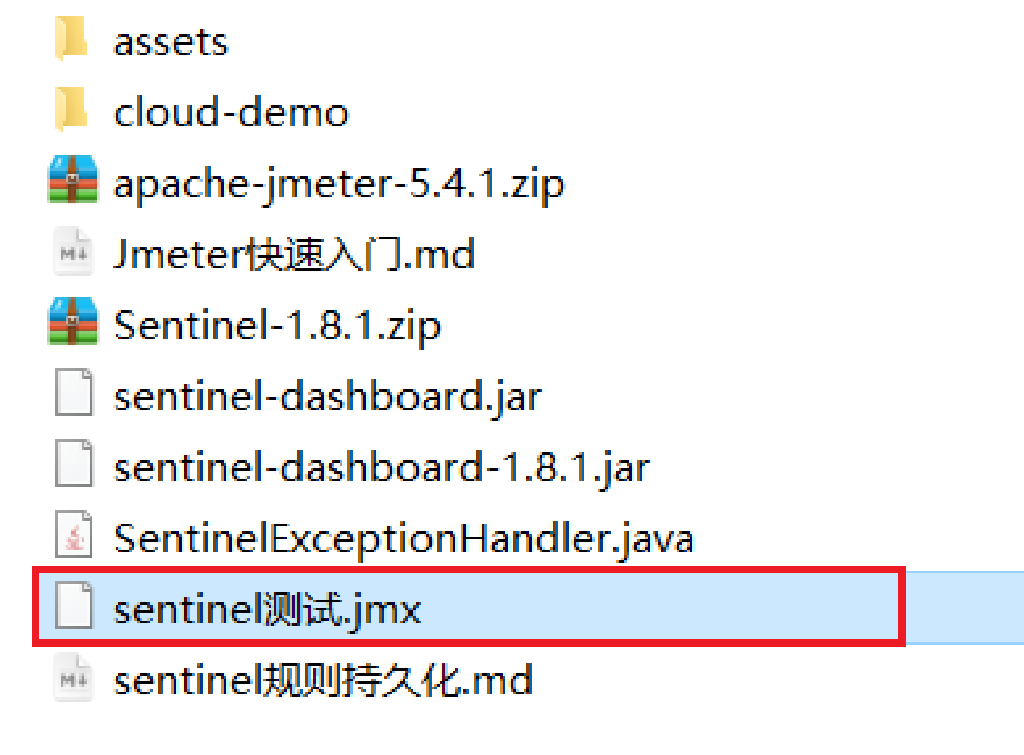 assets
cloud-demo
apache-jmeter-5.4.1.zip
Jmeter快速入门.md
Sentinel-1.8.1.zip
sentinel-dashboard.jar
sentinel-dashboard-1.8.1.jar
SentinelExceptionHandler.java
sentinel测试.jmx
sentinel规则持久化.md